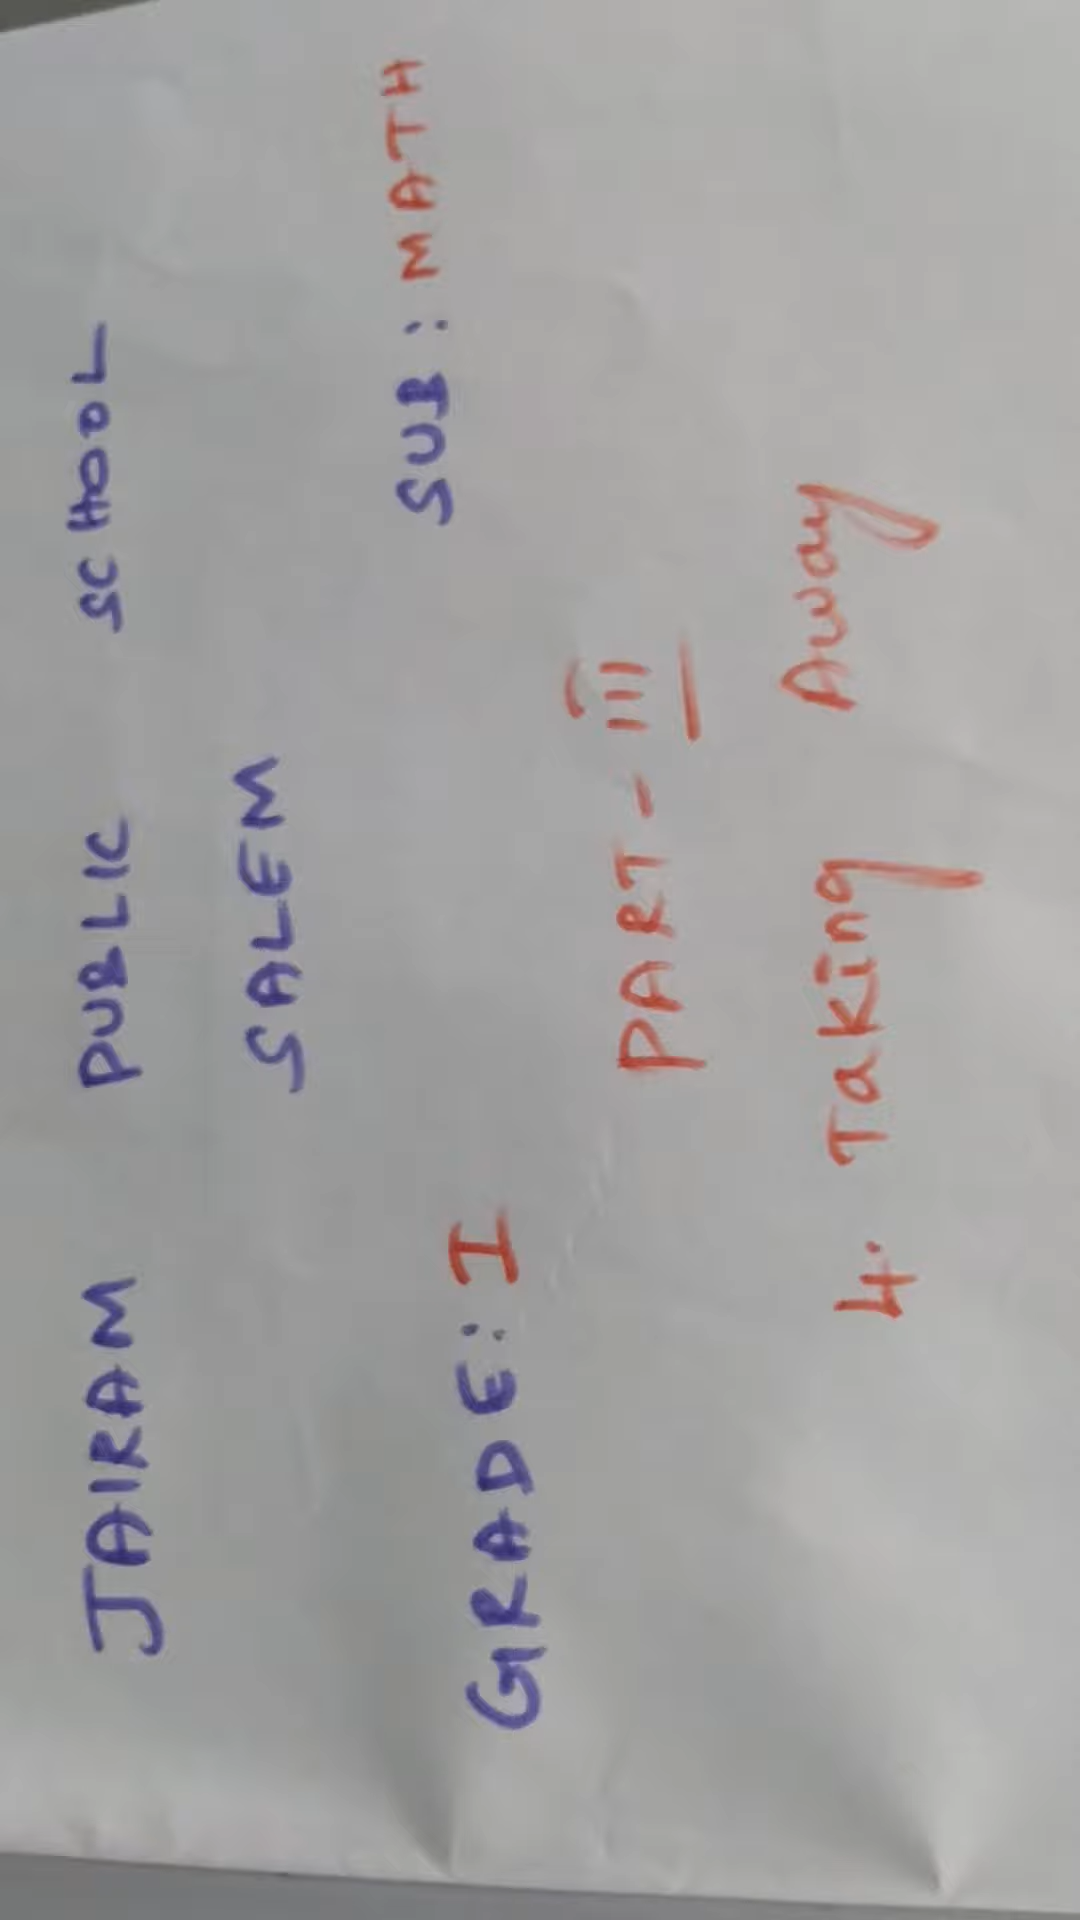 JAIRAM PUBLIC SCHOOL
SALEM
GRADE: I SUB: MATH
PART-III
4. Taking Away